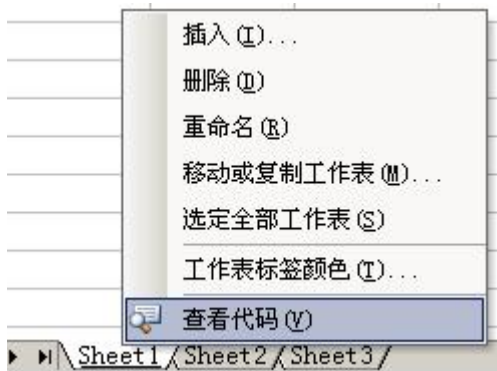 插入(I)...
删除(D)
重命名(R)
移动或复制工作表(M)...
选定全部工作表(S)
工作表标签颜色(T)...
查看代码(V)
Sheet1 / Sheet2 / Sheet3 /